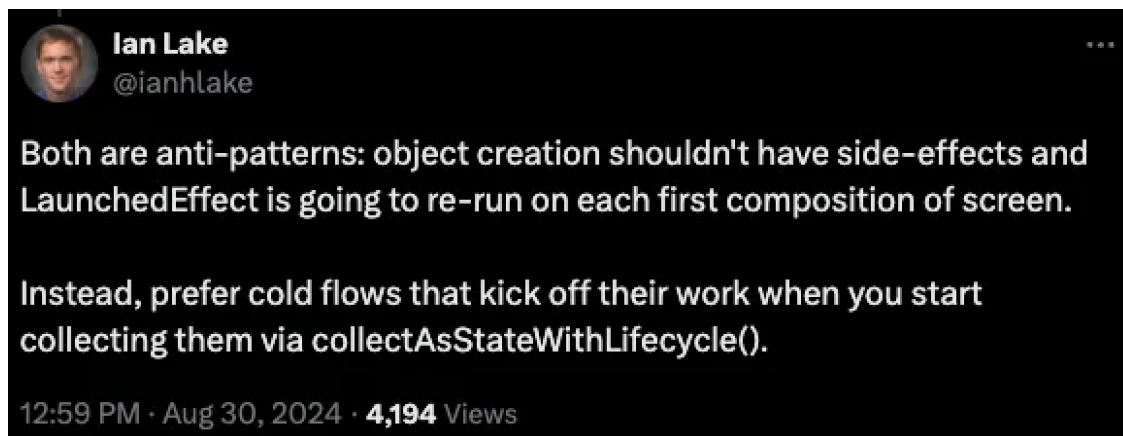 Ian Lake
@ianhlake
Both are anti-patterns: object creation shouldn't have side-effects and
LaunchedEffect is going to re-run on each first composition of screen.
Instead, prefer cold flows that kick off their work when you start
collecting them via collectAsStateWithLifecycle().
12:59 PM · Aug 30, 2024 · 4,194 Views